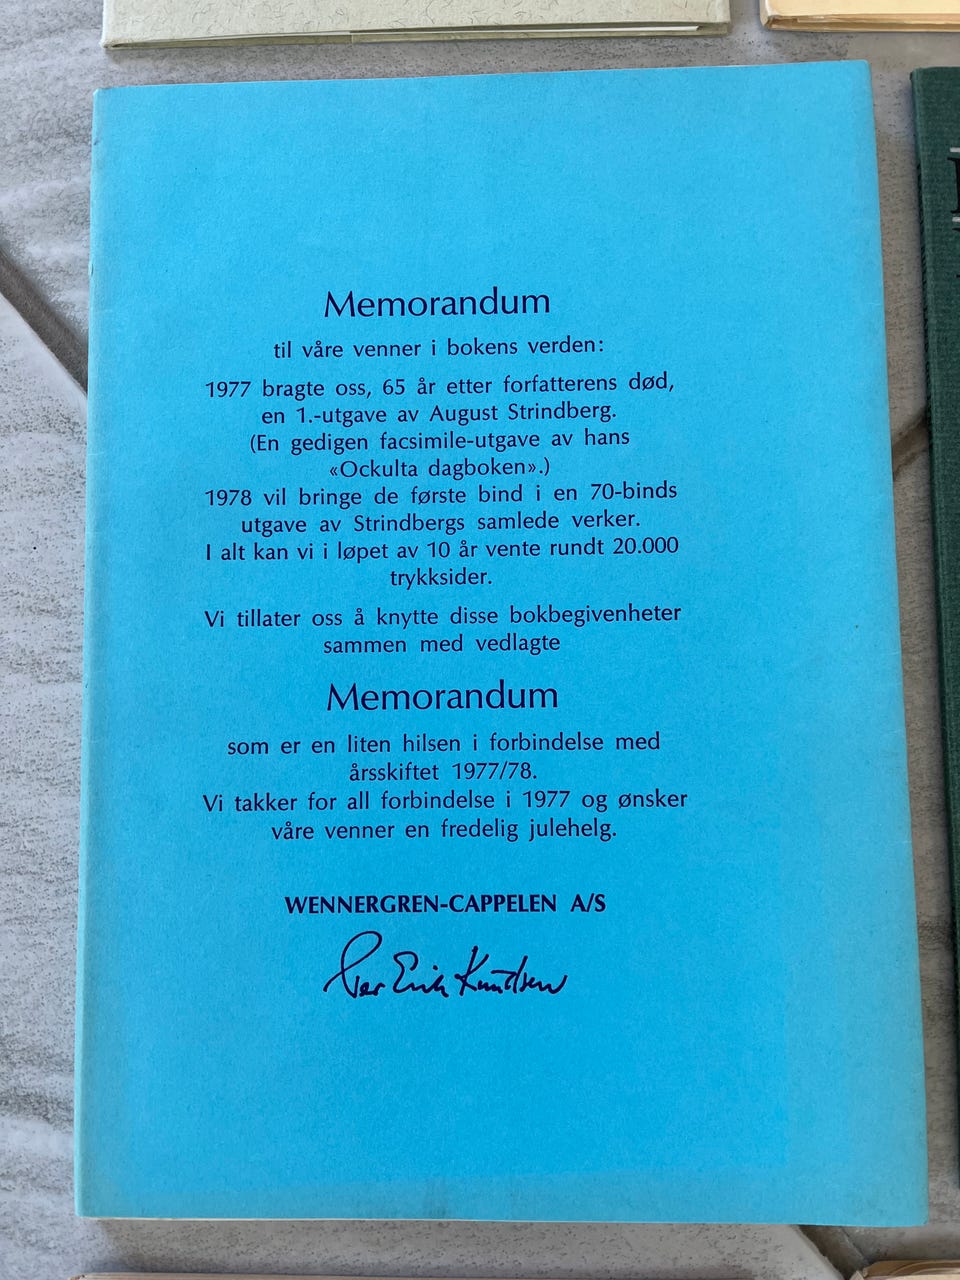 Memorandum
til våre venner i bokens verden:
1977 bragte oss, 65 år etter forfatterens død,
en 1.-utgave av August Strindberg.
(En gedigen facsimile-utgave av hans
«Ockulta dagboken».)
1978 vil bringe de første bind i en 70-binds
utgave av Strindbergs samlede verker.
I alt kan vi i løpet av 10 år vente rundt 20.000
trykksider.
Vi tillater oss å knytte disse bokbegivenheter
sammen med vedlagte
Memorandum
som er en liten hilsen i forbindelse med
årsskiftet 1977/78.
Vi takker for all forbindelse i 1977 og ønsker
våre venner en fredelig julehelg.
WENNERGREN-CAPPELEN A/S
Per Erik Knudsen